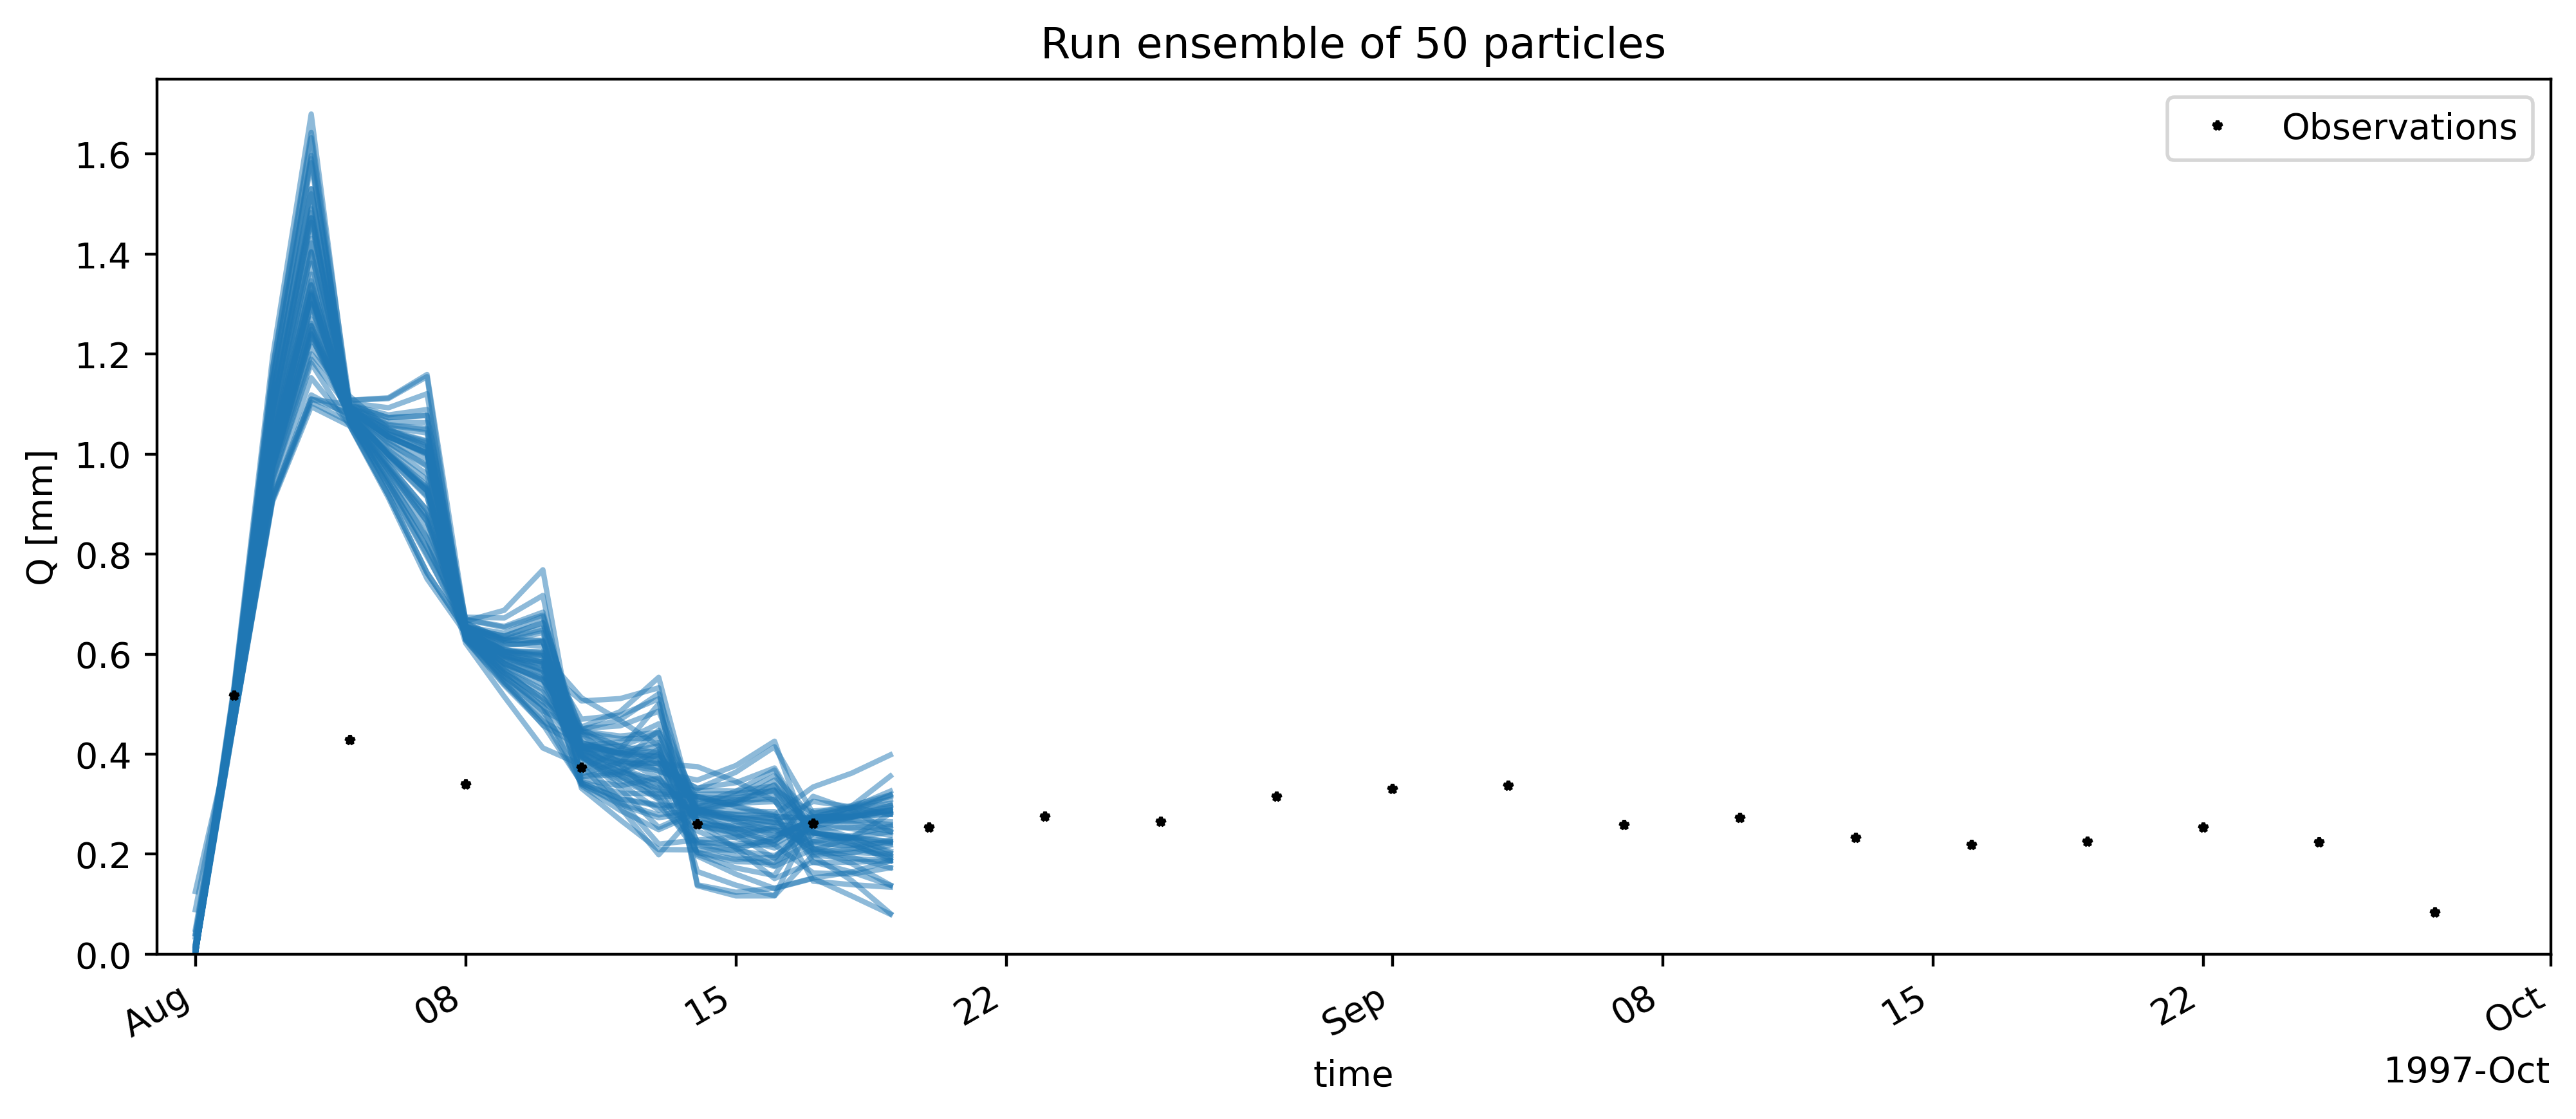 Run ensemble of 50 particles
Observations
Q [mm]
1.6
1.4
1.2
1.0
0.8
0.6
0.4
0.2
0.0
Aug 08 15 22 Sep 08 15 22 Oct
time
1997-Oct